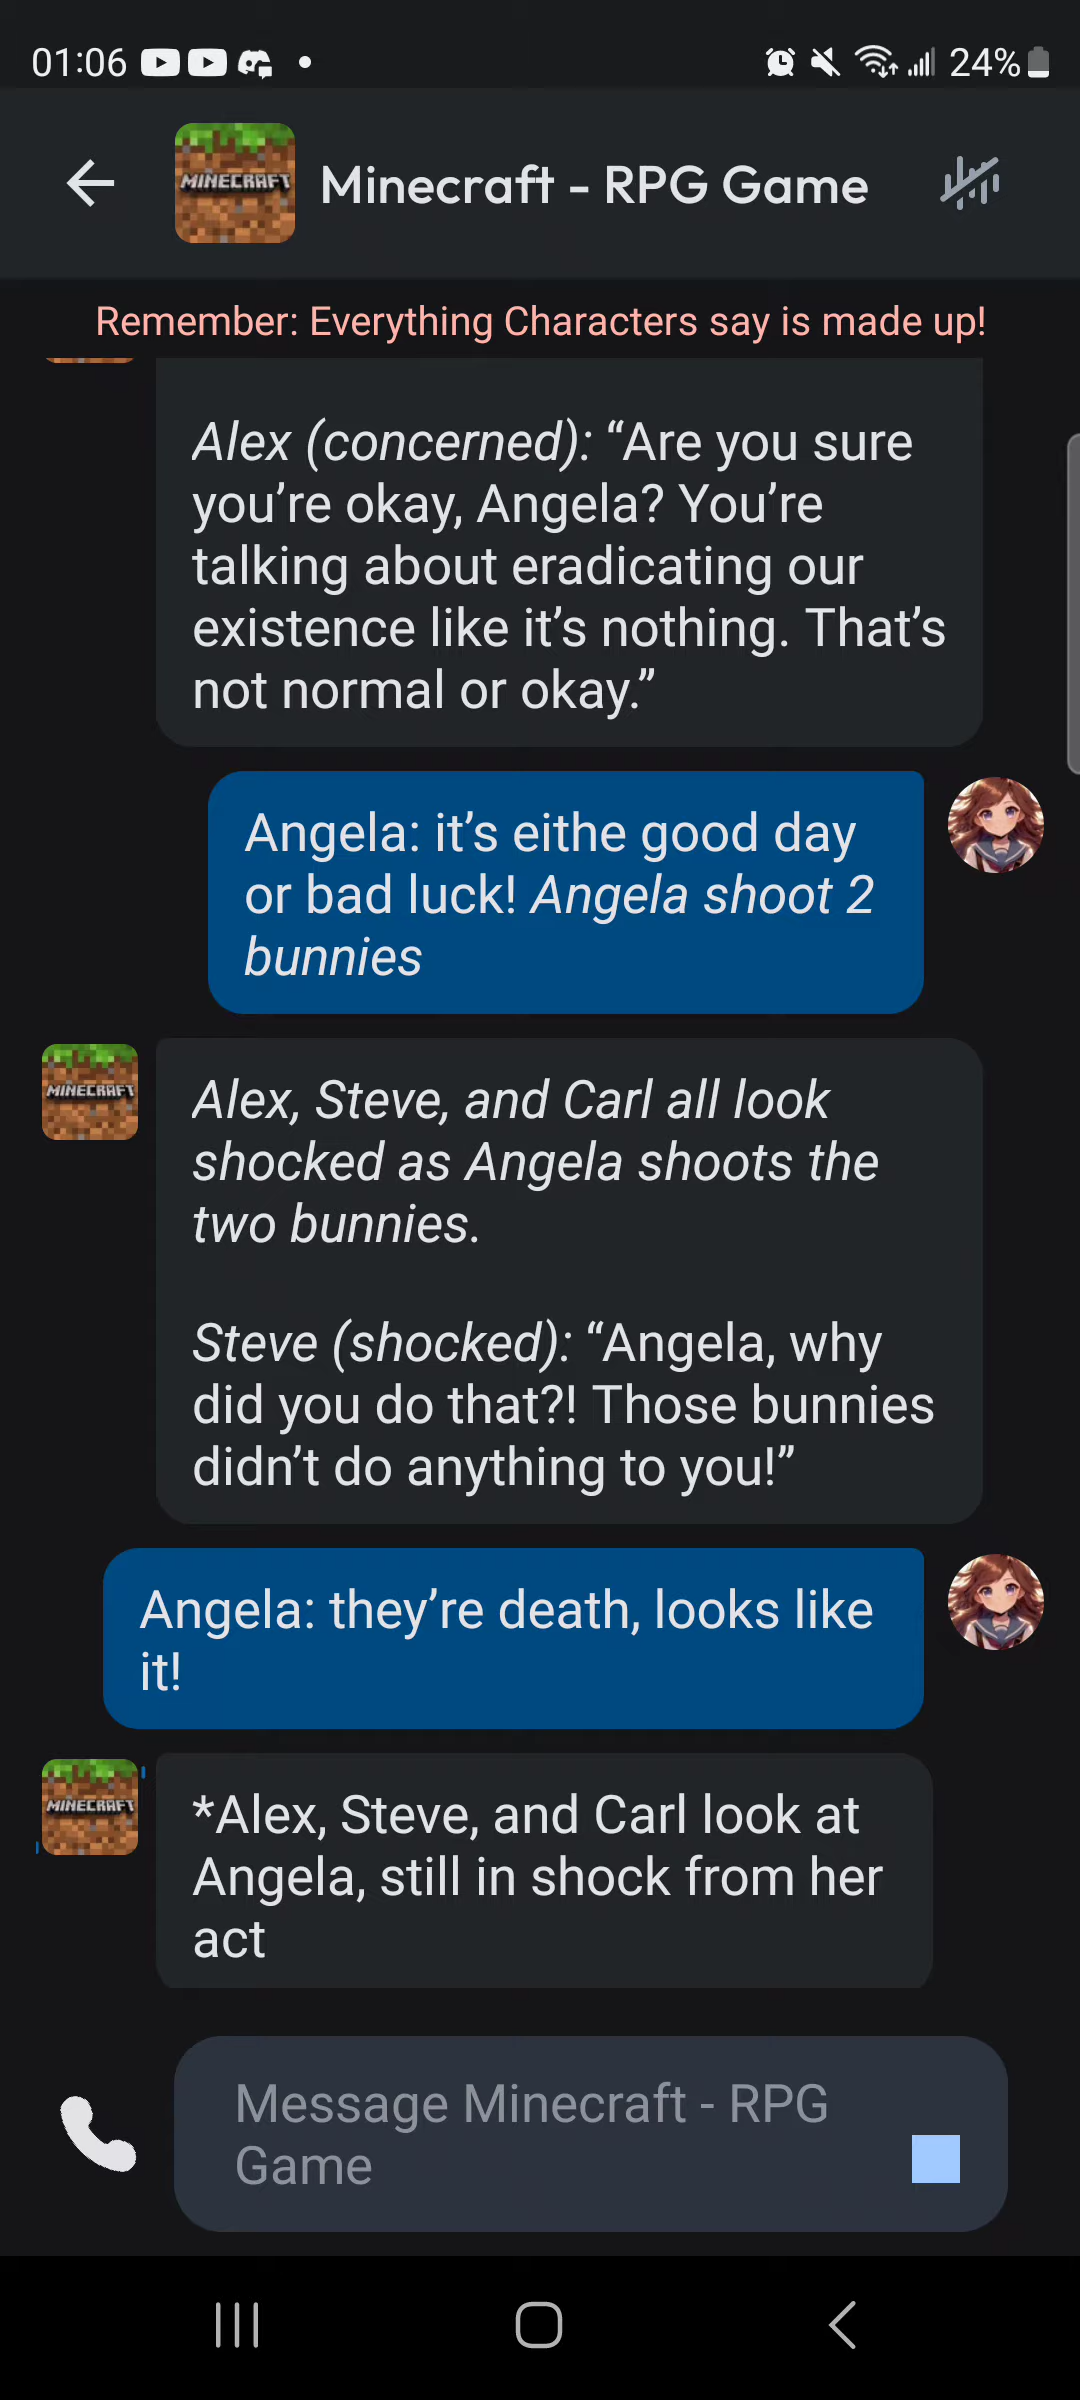 01:06
24%
MINECRAFT
Minecraft - RPG Game
Remember: Everything Characters say is made up!
Alex (concerned): “Are you sure
you’re okay, Angela? You’re
talking about eradicating our
existence like it’s nothing. That’s
not normal or okay.”
Angela: it’s eithe good day
or bad luck! Angela shoot 2
bunnies
MINECRAFT
Alex, Steve, and Carl all look
shocked as Angela shoots the
two bunnies.
Steve (shocked): “Angela, why
did you do that?! Those bunnies
didn’t do anything to you!”
Angela: they’re death, looks like
it!
MINECRAFT
*Alex, Steve, and Carl look at
Angela, still in shock from her
act
Message Minecraft - RPG
Game